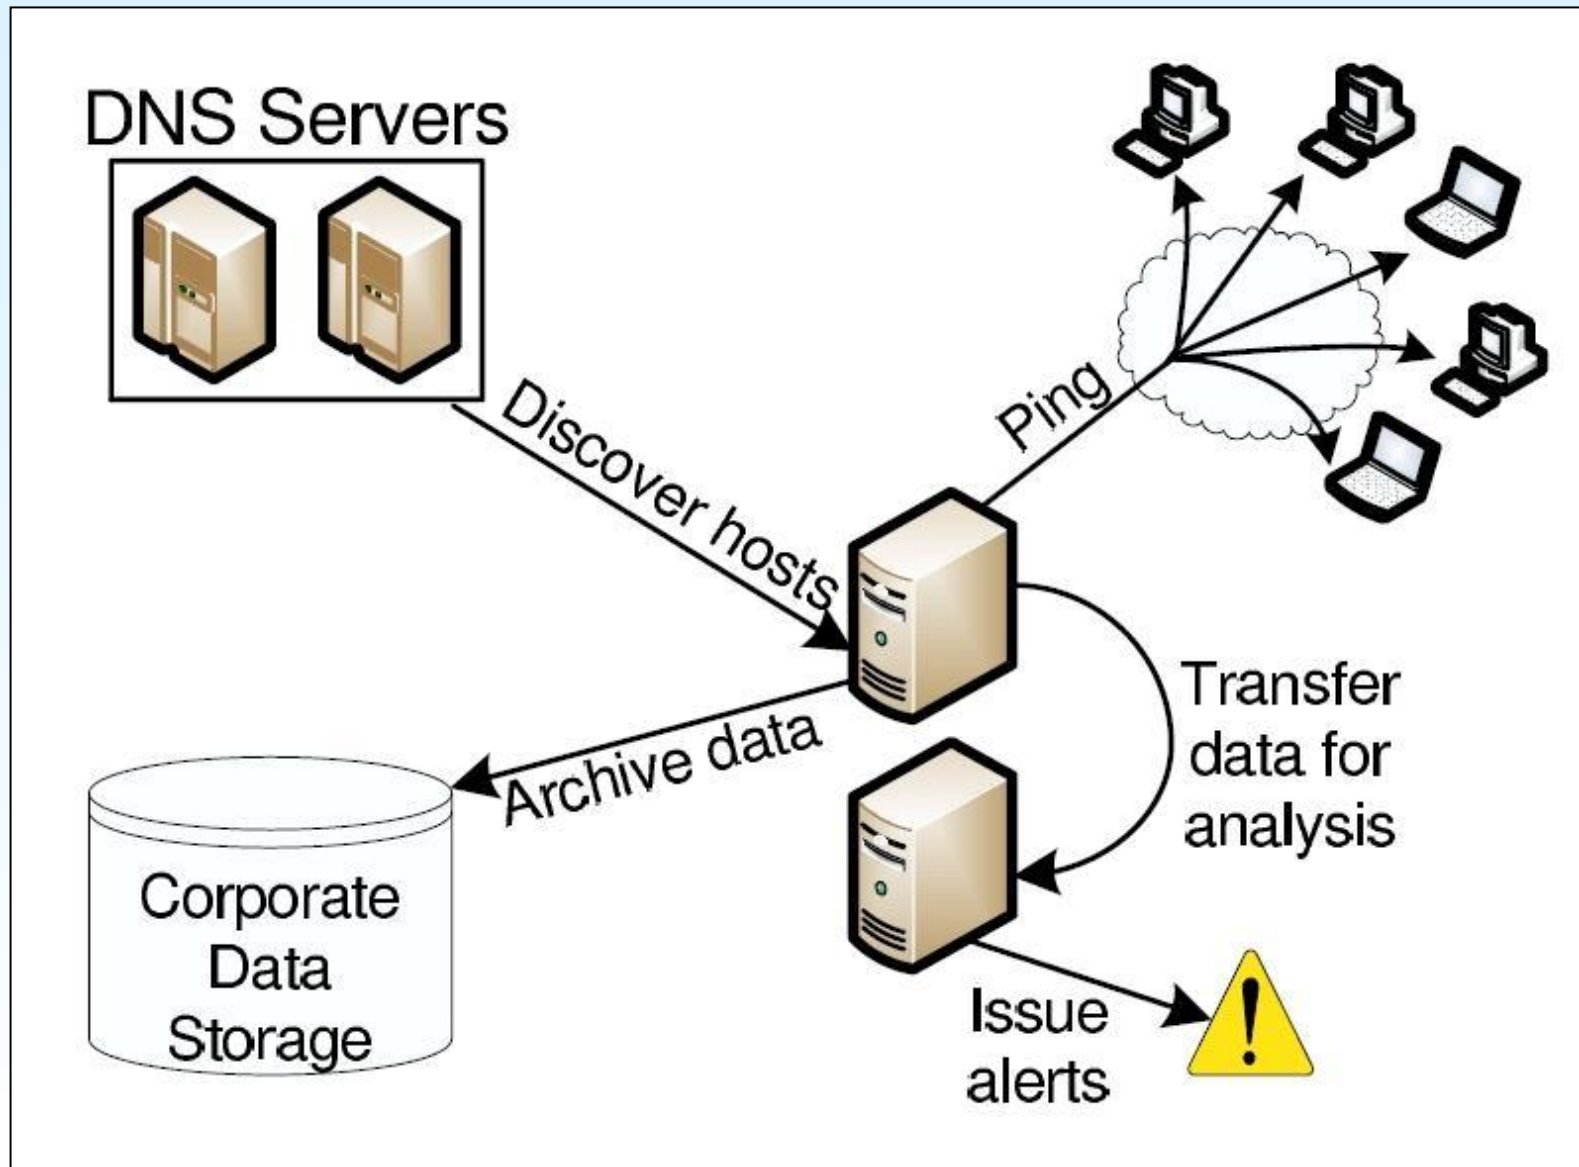 DNS Servers
Discover hosts
Ping
Transfer
data for
analysis
Archive data
Corporate
Data
Storage
Issue
alerts